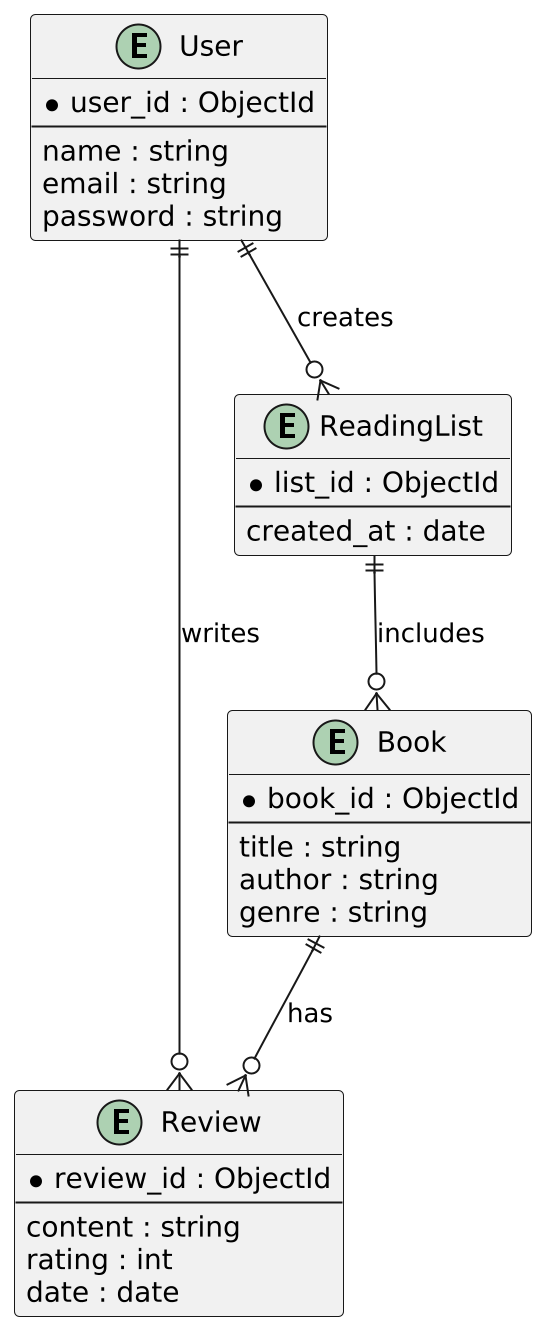 E User
* user_id : ObjectId
name : string
email : string
password : string
creates
E ReadingList
* list_id : ObjectId
created_at : date
writes
includes
E Book
* book_id : ObjectId
title : string
author : string
genre : string
has
E Review
* review_id : ObjectId
content : string
rating : int
date : date